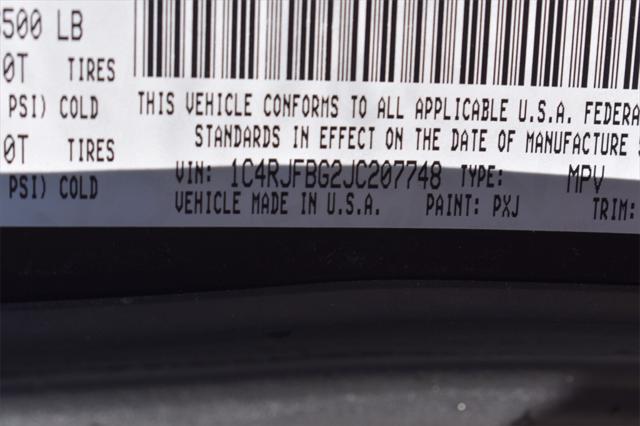 500 LB
0T TIRES
PSI) COLD
0T TIRES
PSI) COLD
THIS VEHICLE CONFORMS TO ALL APPLICABLE U.S.A. FEDERA
STANDARDS IN EFFECT ON THE DATE OF MANUFACTURE
VIN: 1C4RJFBG2JC207748 TYPE: MPV
VEHICLE MADE IN U.S.A. PAINT: PXJ TRIM: